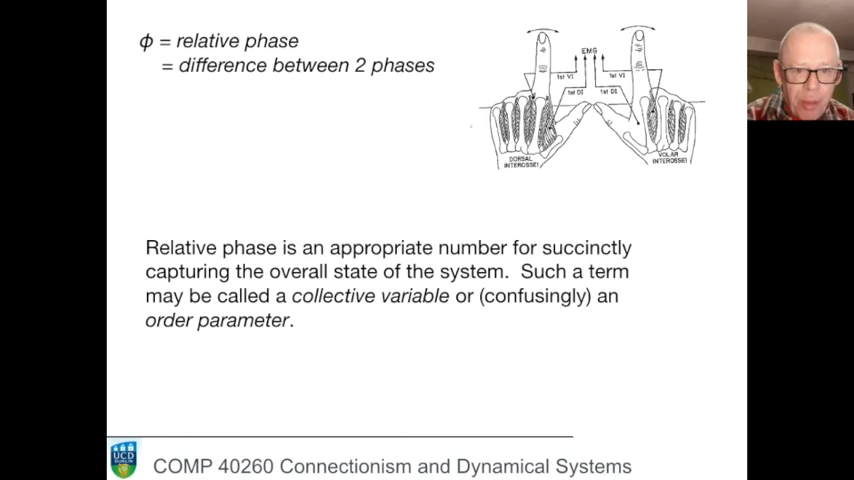 ϕ = relative phase
= difference between 2 phases
EMG
1st VI
1st VI
1st DI
1st DI
DORSAL
INTEROSSEI
VOLAR
INTEROSSEI
Relative phase is an appropriate number for succinctly
capturing the overall state of the system. Such a term
may be called a collective variable or (confusingly) an
order parameter.
UCD
DUBLIN
COMP 40260 Connectionism and Dynamical Systems